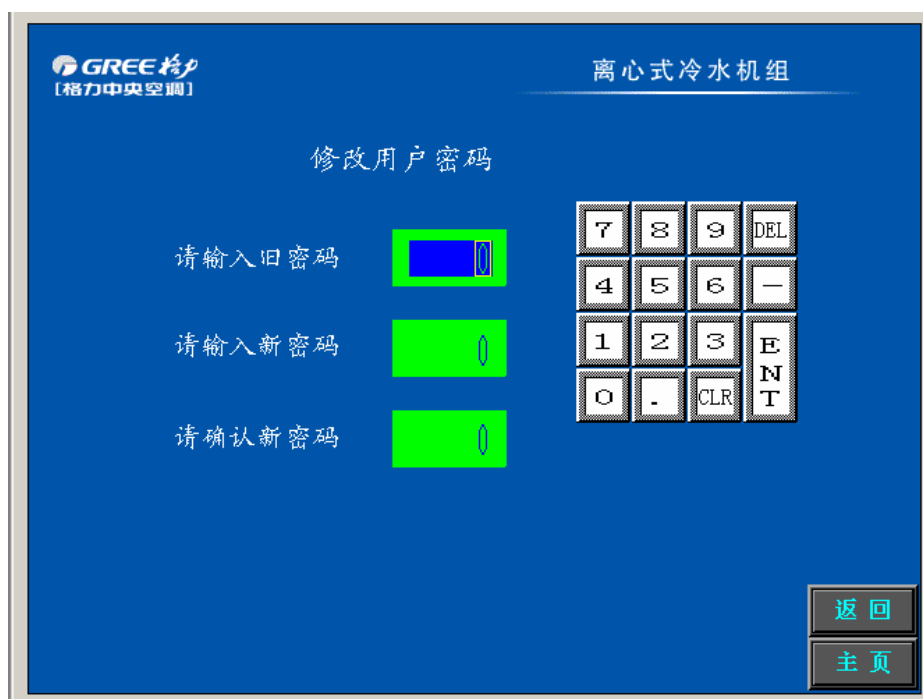 GREE格力
[格力中央空调]
离心式冷水机组
修改用户密码
请输入旧密码 0
请输入新密码 0
请确认新密码 0
7 8 9 DEL
4 5 6 —
1 2 3 ENT
0 . CLR
返回
主页